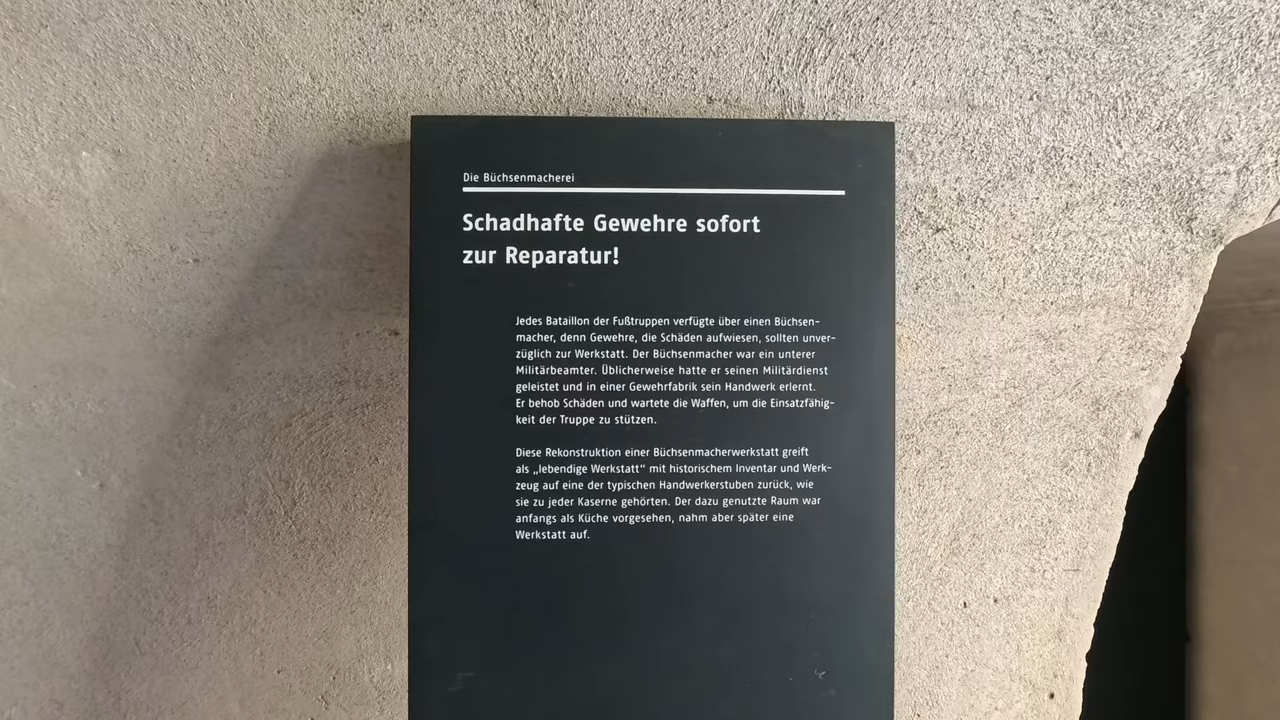 Die Büchsenmacherei
Schadhafte Gewehre sofort
zur Reparatur!
Jedes Bataillon der Fußtruppen verfügte über einen Büchsen-
macher, denn Gewehre, die Schäden aufwiesen, sollten unver-
züglich zur Werkstatt. Der Büchsenmacher war ein unterer
Militärbeamter. Üblicherweise hatte er seinen Militärdienst
geleistet und in einer Gewehrfabrik sein Handwerk erlernt.
Er behob Schäden und wartete die Waffen, um die Einsatzfähig-
keit der Truppe zu stützen.
Diese Rekonstruktion einer Büchsenmacherwerkstatt greift
als „lebendige Werkstatt“ mit historischem Inventar und Werk-
zeug auf eine der typischen Handwerkerstuben zurück, wie
sie zu jeder Kaserne gehörten. Der dazu genutzte Raum war
anfangs als Küche vorgesehen, nahm aber später eine
Werkstatt auf.